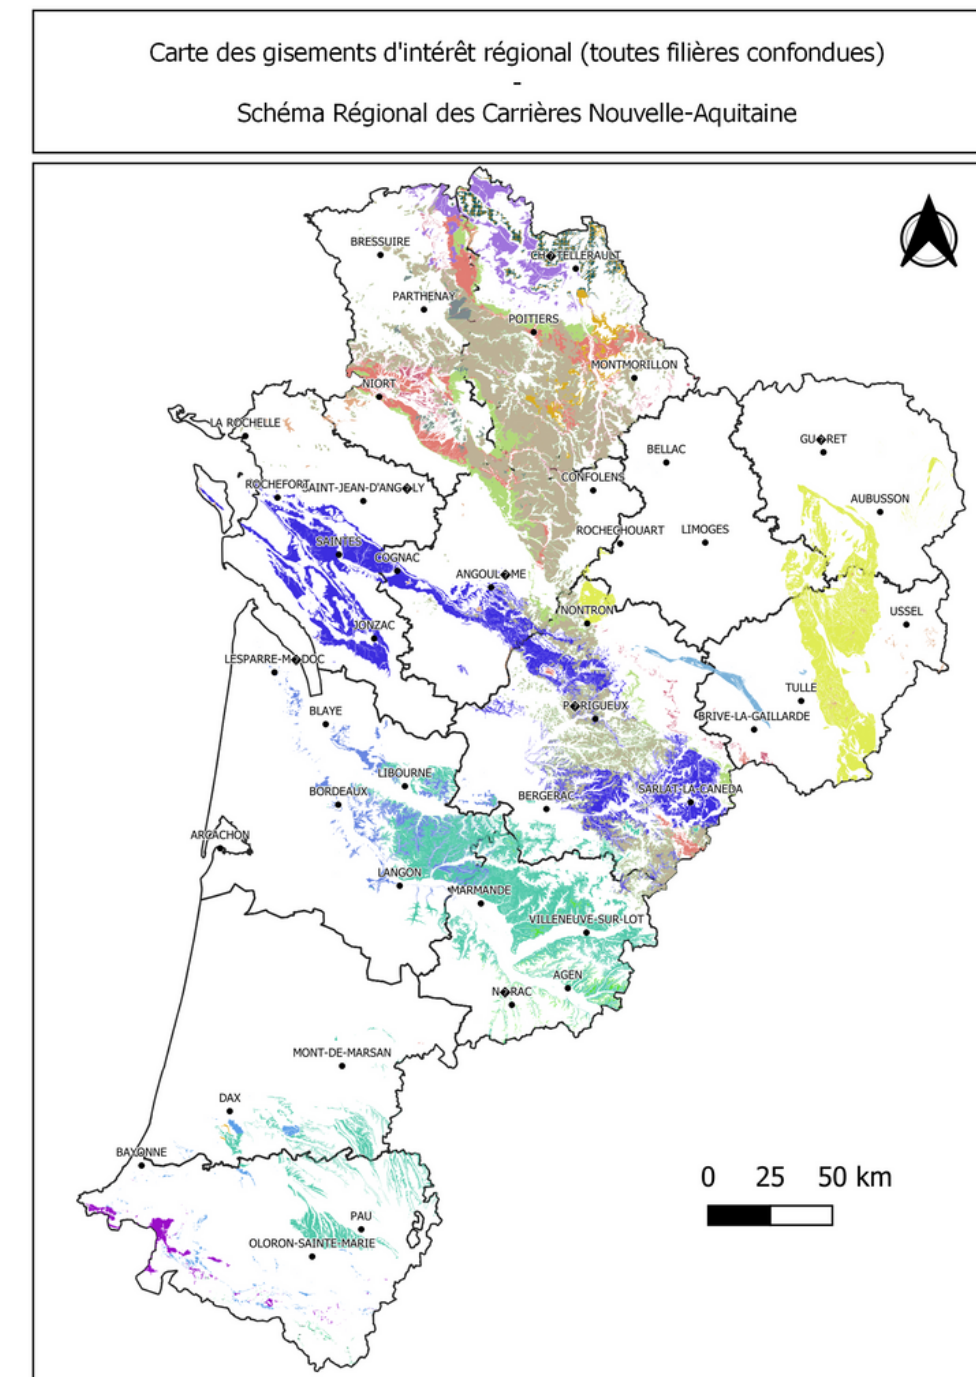 Carte des gisements d'intérêt régional (toutes filières confondues)
-
Schéma Régional des Carrières Nouvelle-Aquitaine
BRESSUIRE
CH�TELLERAULT
PARTHENAY
POITIERS
MONTMORILLON
NIORT
LA ROCHELLE
GU�RET
BELLAC
CONFOLENS
ROCHEFORT
SAINT-JEAN-D'ANG�LY
AUBUSSON
ROCHECHOUART
LIMOGES
SAINTES
COGNAC
ANGOUL�ME
NONTRON
USSEL
JONZAC
LESPARRE-M�DOC
TULLE
P�RIGUEUX
BLAYE
BRIVE-LA-GAILLARDE
LIBOURNE
BORDEAUX
BERGERAC
SARLAT-LA-CANEDA
ARCACHON
LANGON
MARMANDE
VILLENEUVE-SUR-LOT
AGEN
N�RAC
MONT-DE-MARSAN
DAX
BAYONNE
0 25 50 km
PAU
OLORON-SAINTE-MARIE